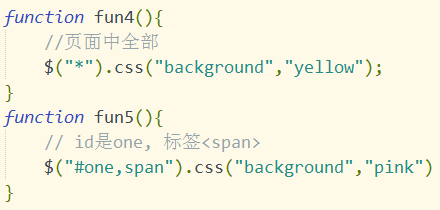 function fun4(){
//页面中全部
$("*").css("background","yellow");
}
function fun5(){
// id是one, 标签<span>
$("#one,span").css("background","pink")
}